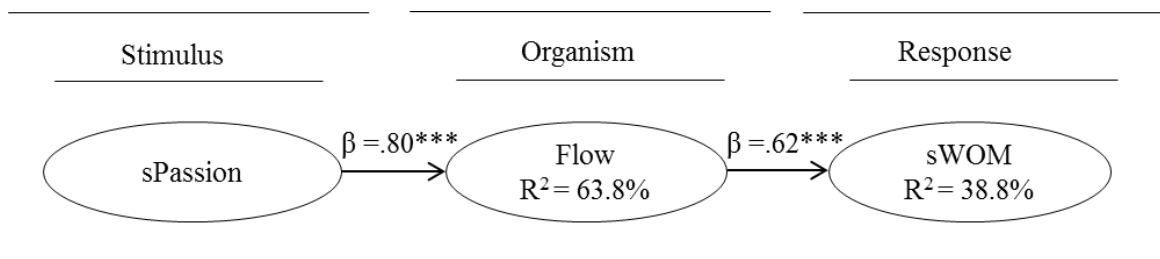 Stimulus
Organism
Response
β =.80***
β =.62***
sPassion
Flow
R² = 63.8%
sWOM
R² = 38.8%